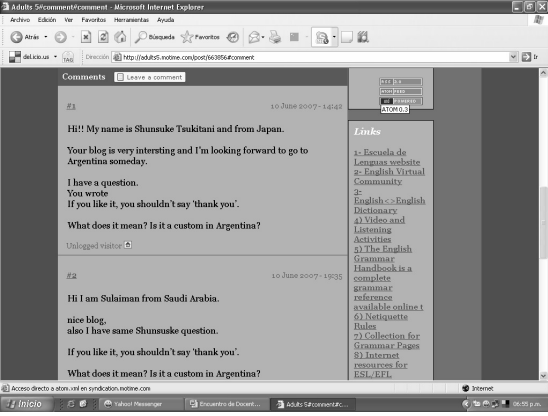 Adults 5#comment#comment - Microsoft Internet Explorer
Archivo Edición Ver Favoritos Herramientas Ayuda
Atrás Búsqueda Favoritos
del.icio.us TAG Dirección http://adults5.motime.com/post/663856#comment Ir
Comments Leave a comment
#1 10 June 2007 - 14:42
Hi!! My name is Shunsuke Tsukitani and from Japan.
Your blog is very intersting and I'm looking forward to go to
Argentina someday.
I have a question.
You wrote
If you like it, you shouldn't say 'thank you'.
What does it mean? Is it a custom in Argentina?
Unlogged visitor
#2 10 June 2007 - 19:35
Hi I am Sulaiman from Saudi Arabia.
nice blog,
also I have same Shunsuske question.
If you like it, you shouldn't say 'thank you'.
What does it mean? Is it a custom in Argentina?
ATOM 0.3
Links
1- Escuela de
Lenguas website
2- English Virtual
Community
3-
English<>English
Dictionary
4) Video and
Listening
Activities
5) The English
Grammar
Handbook is a
complete
grammar
reference
available online t
6) Netiquette
Rules
7) Collection for
Grammar Pages
8) Internet
resources for
ESL/EFL
Acceso directo a atom.xml en syndication.motime.com Internet
Inicio Yahoo! Messenger Encuentro de Docent... Adults 5#comment#c... 06:55 p.m.